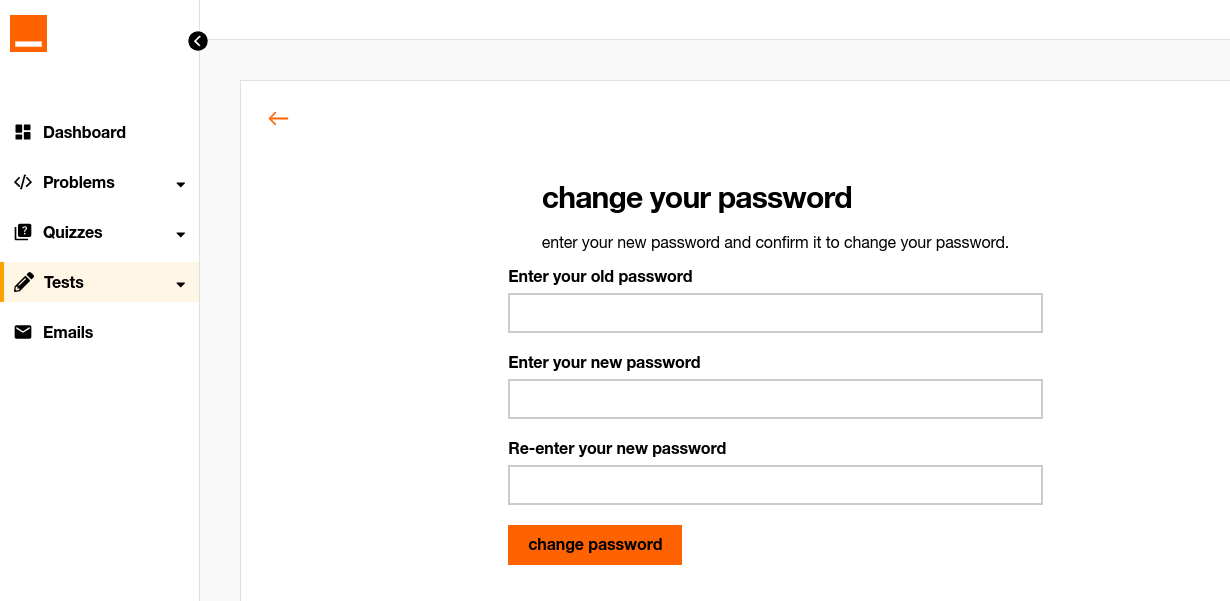 Dashboard
Problems
Quizzes
Tests
Emails
change your password
enter your new password and confirm it to change your password.
Enter your old password
Enter your new password
Re-enter your new password
change password